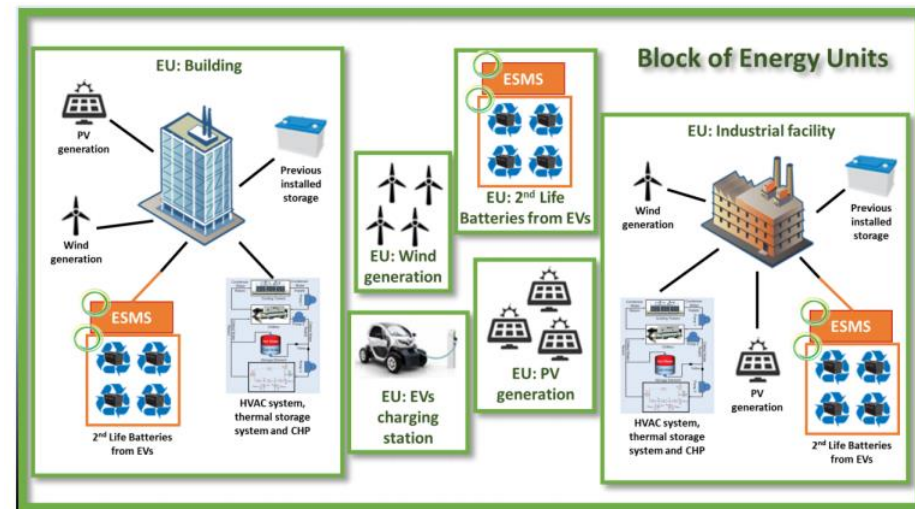 Block of Energy Units
EU: Building
PV
generation
Previous
installed
storage
Wind
generation
ESMS
2nd Life Batteries
from EVs
HVAC system,
thermal storage
system and CHP
EU: Wind
generation
ESMS
EU: 2nd Life
Batteries from EVs
EU: EVs
charging
station
EU: PV
generation
EU: Industrial facility
Wind
generation
Previous
installed
storage
HVAC system,
thermal storage
system and CHP
PV
generation
ESMS
2nd Life Batteries
from EVs